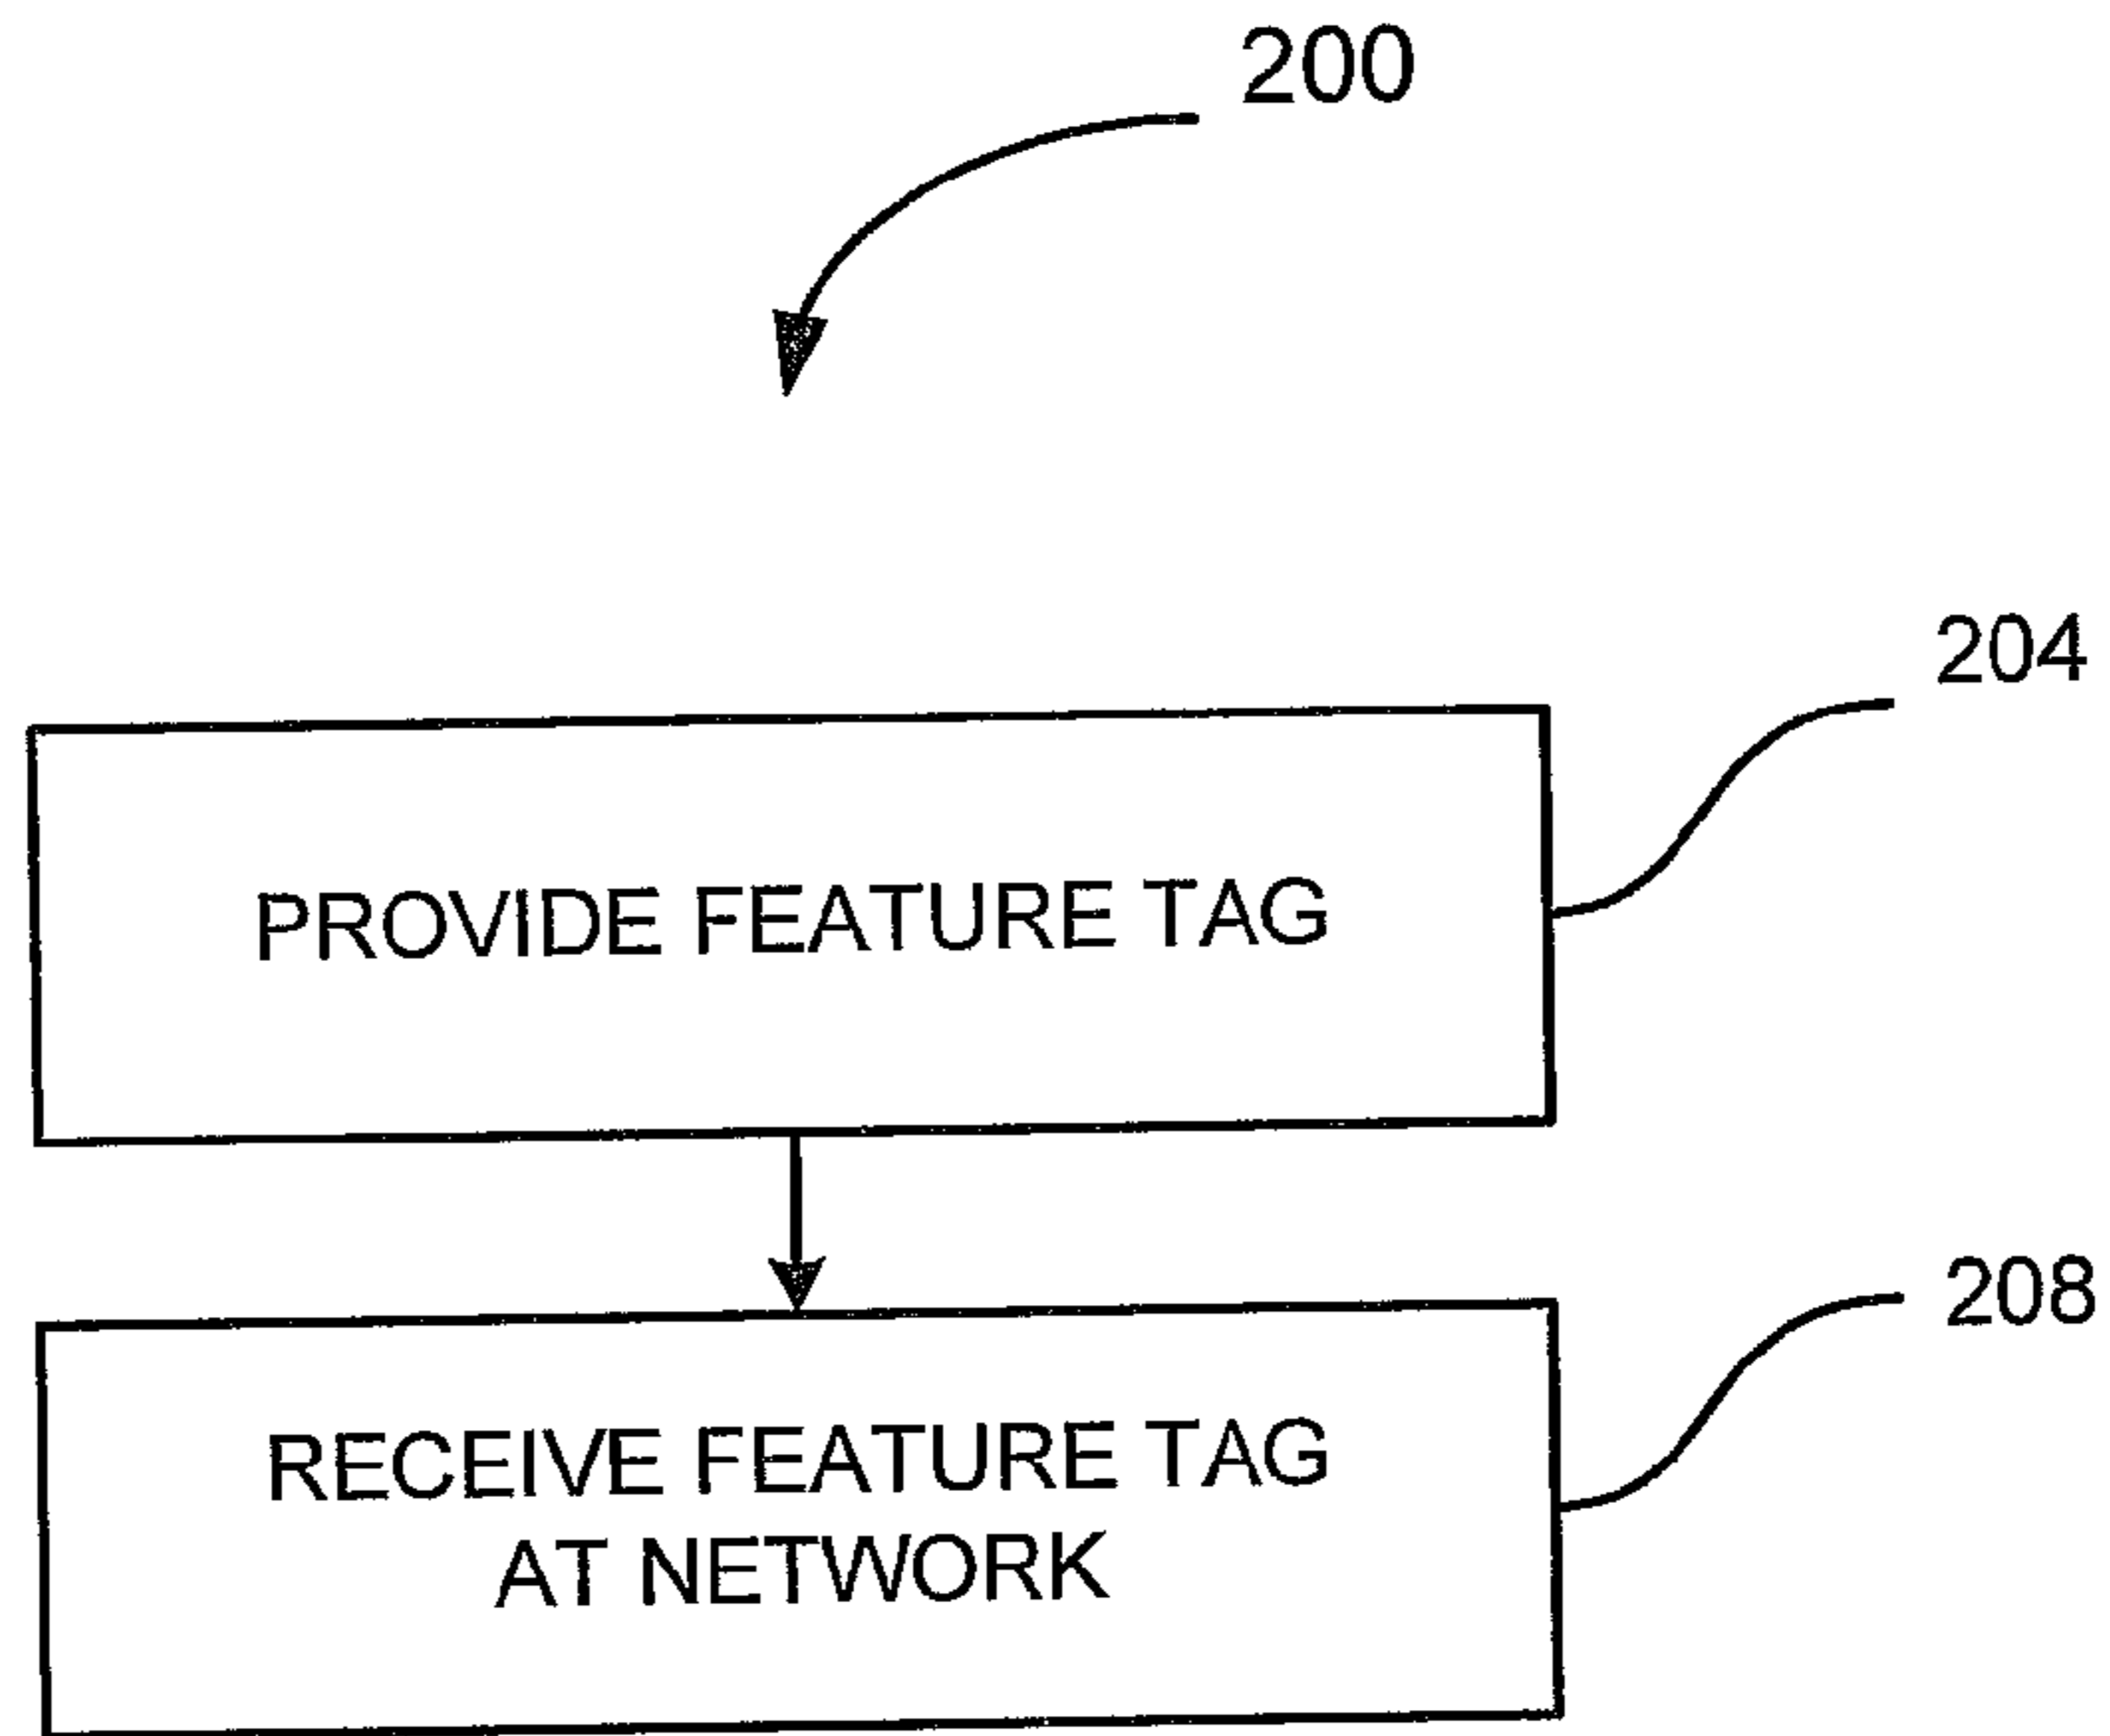 200
204
PROVIDE FEATURE TAG
208
RECEIVE FEATURE TAG
AT NETWORK